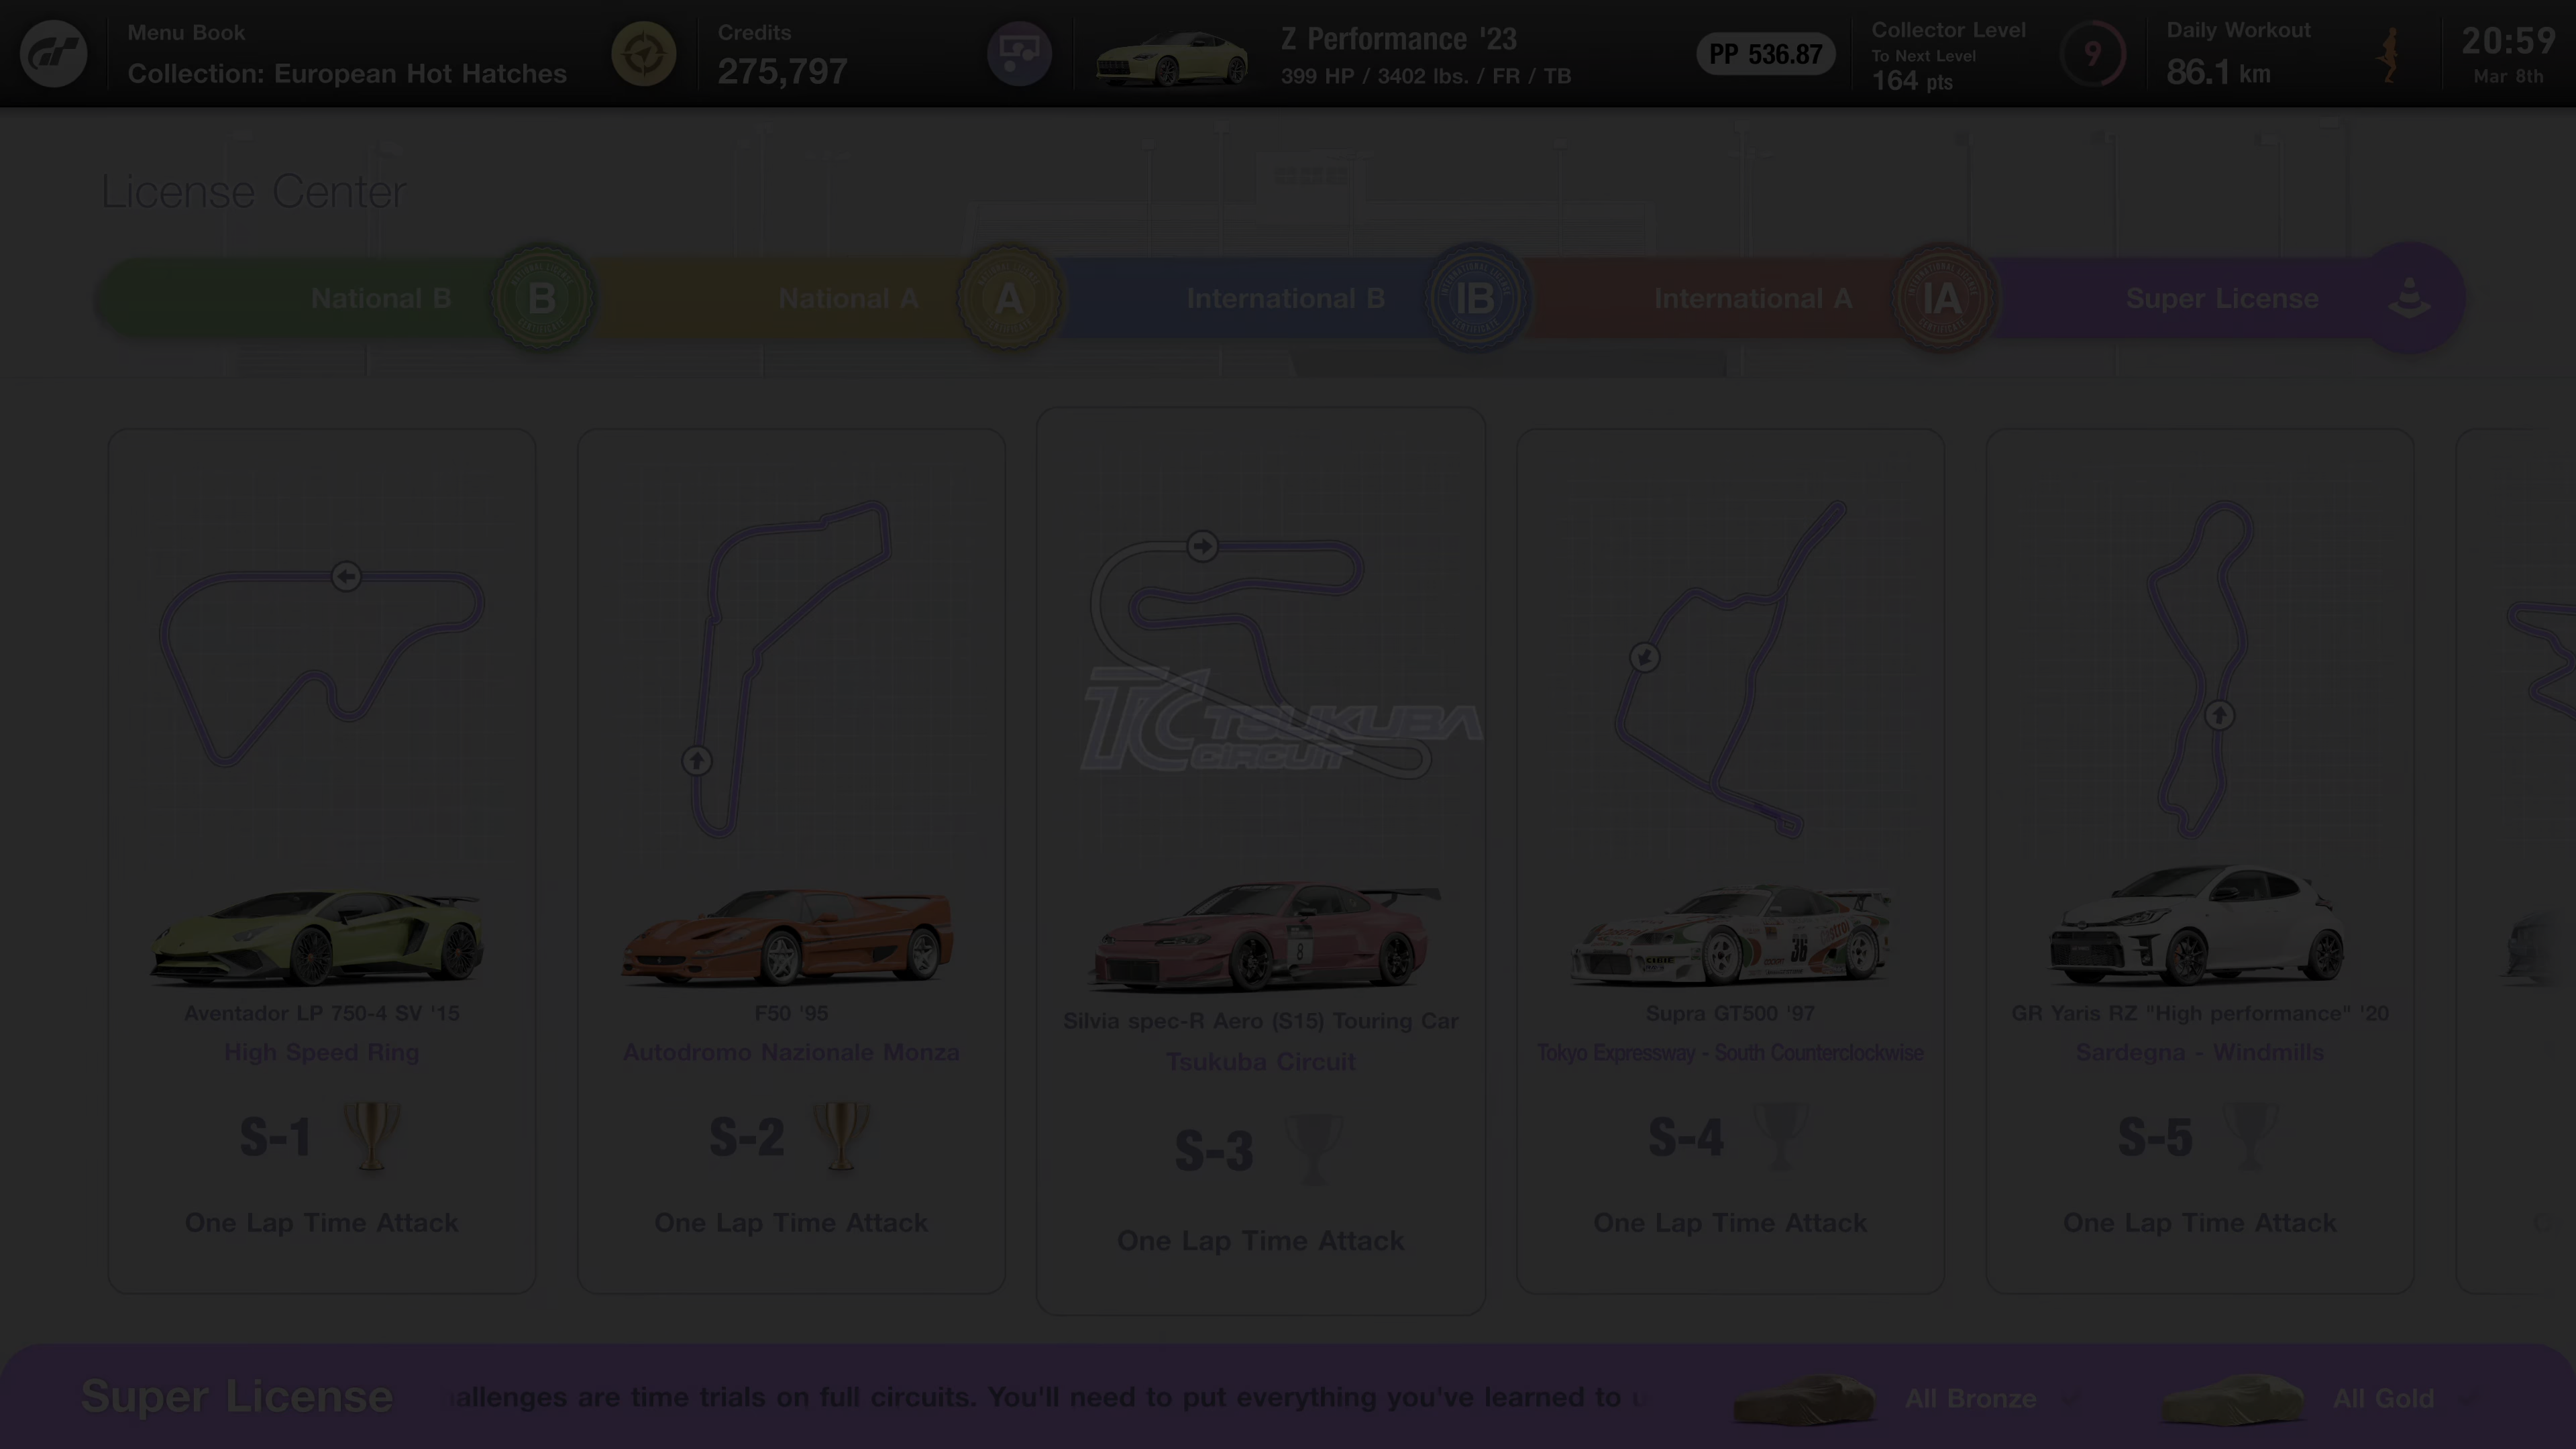 Menu Book
Collection: European Hot Hatches
Credits
275,797
Z Performance '23
399 HP / 3402 lbs. / FR / TB
PP 536.87
Collector Level
To Next Level
164 pts
9
Daily Workout
86.1 km
20:59
Mar 8th
License Center
National B
B
National A
A
International B
IB
International A
IA
Super License
TC TSUKUBA
CIRCUIT
Aventador LP 750-4 SV '15
High Speed Ring
S-1
One Lap Time Attack
F50 '95
Autodromo Nazionale Monza
S-2
One Lap Time Attack
8
Silvia spec-R Aero (S15) Touring Car
Tsukuba Circuit
S-3
One Lap Time Attack
36
Supra GT500 '97
Tokyo Expressway - South Counterclockwise
S-4
One Lap Time Attack
GR Yaris RZ "High performance" '20
Sardegna - Windmills
S-5
One Lap Time Attack
Super License
allenges are time trials on full circuits. You'll need to put everything you've learned to u
All Bronze
All Gold